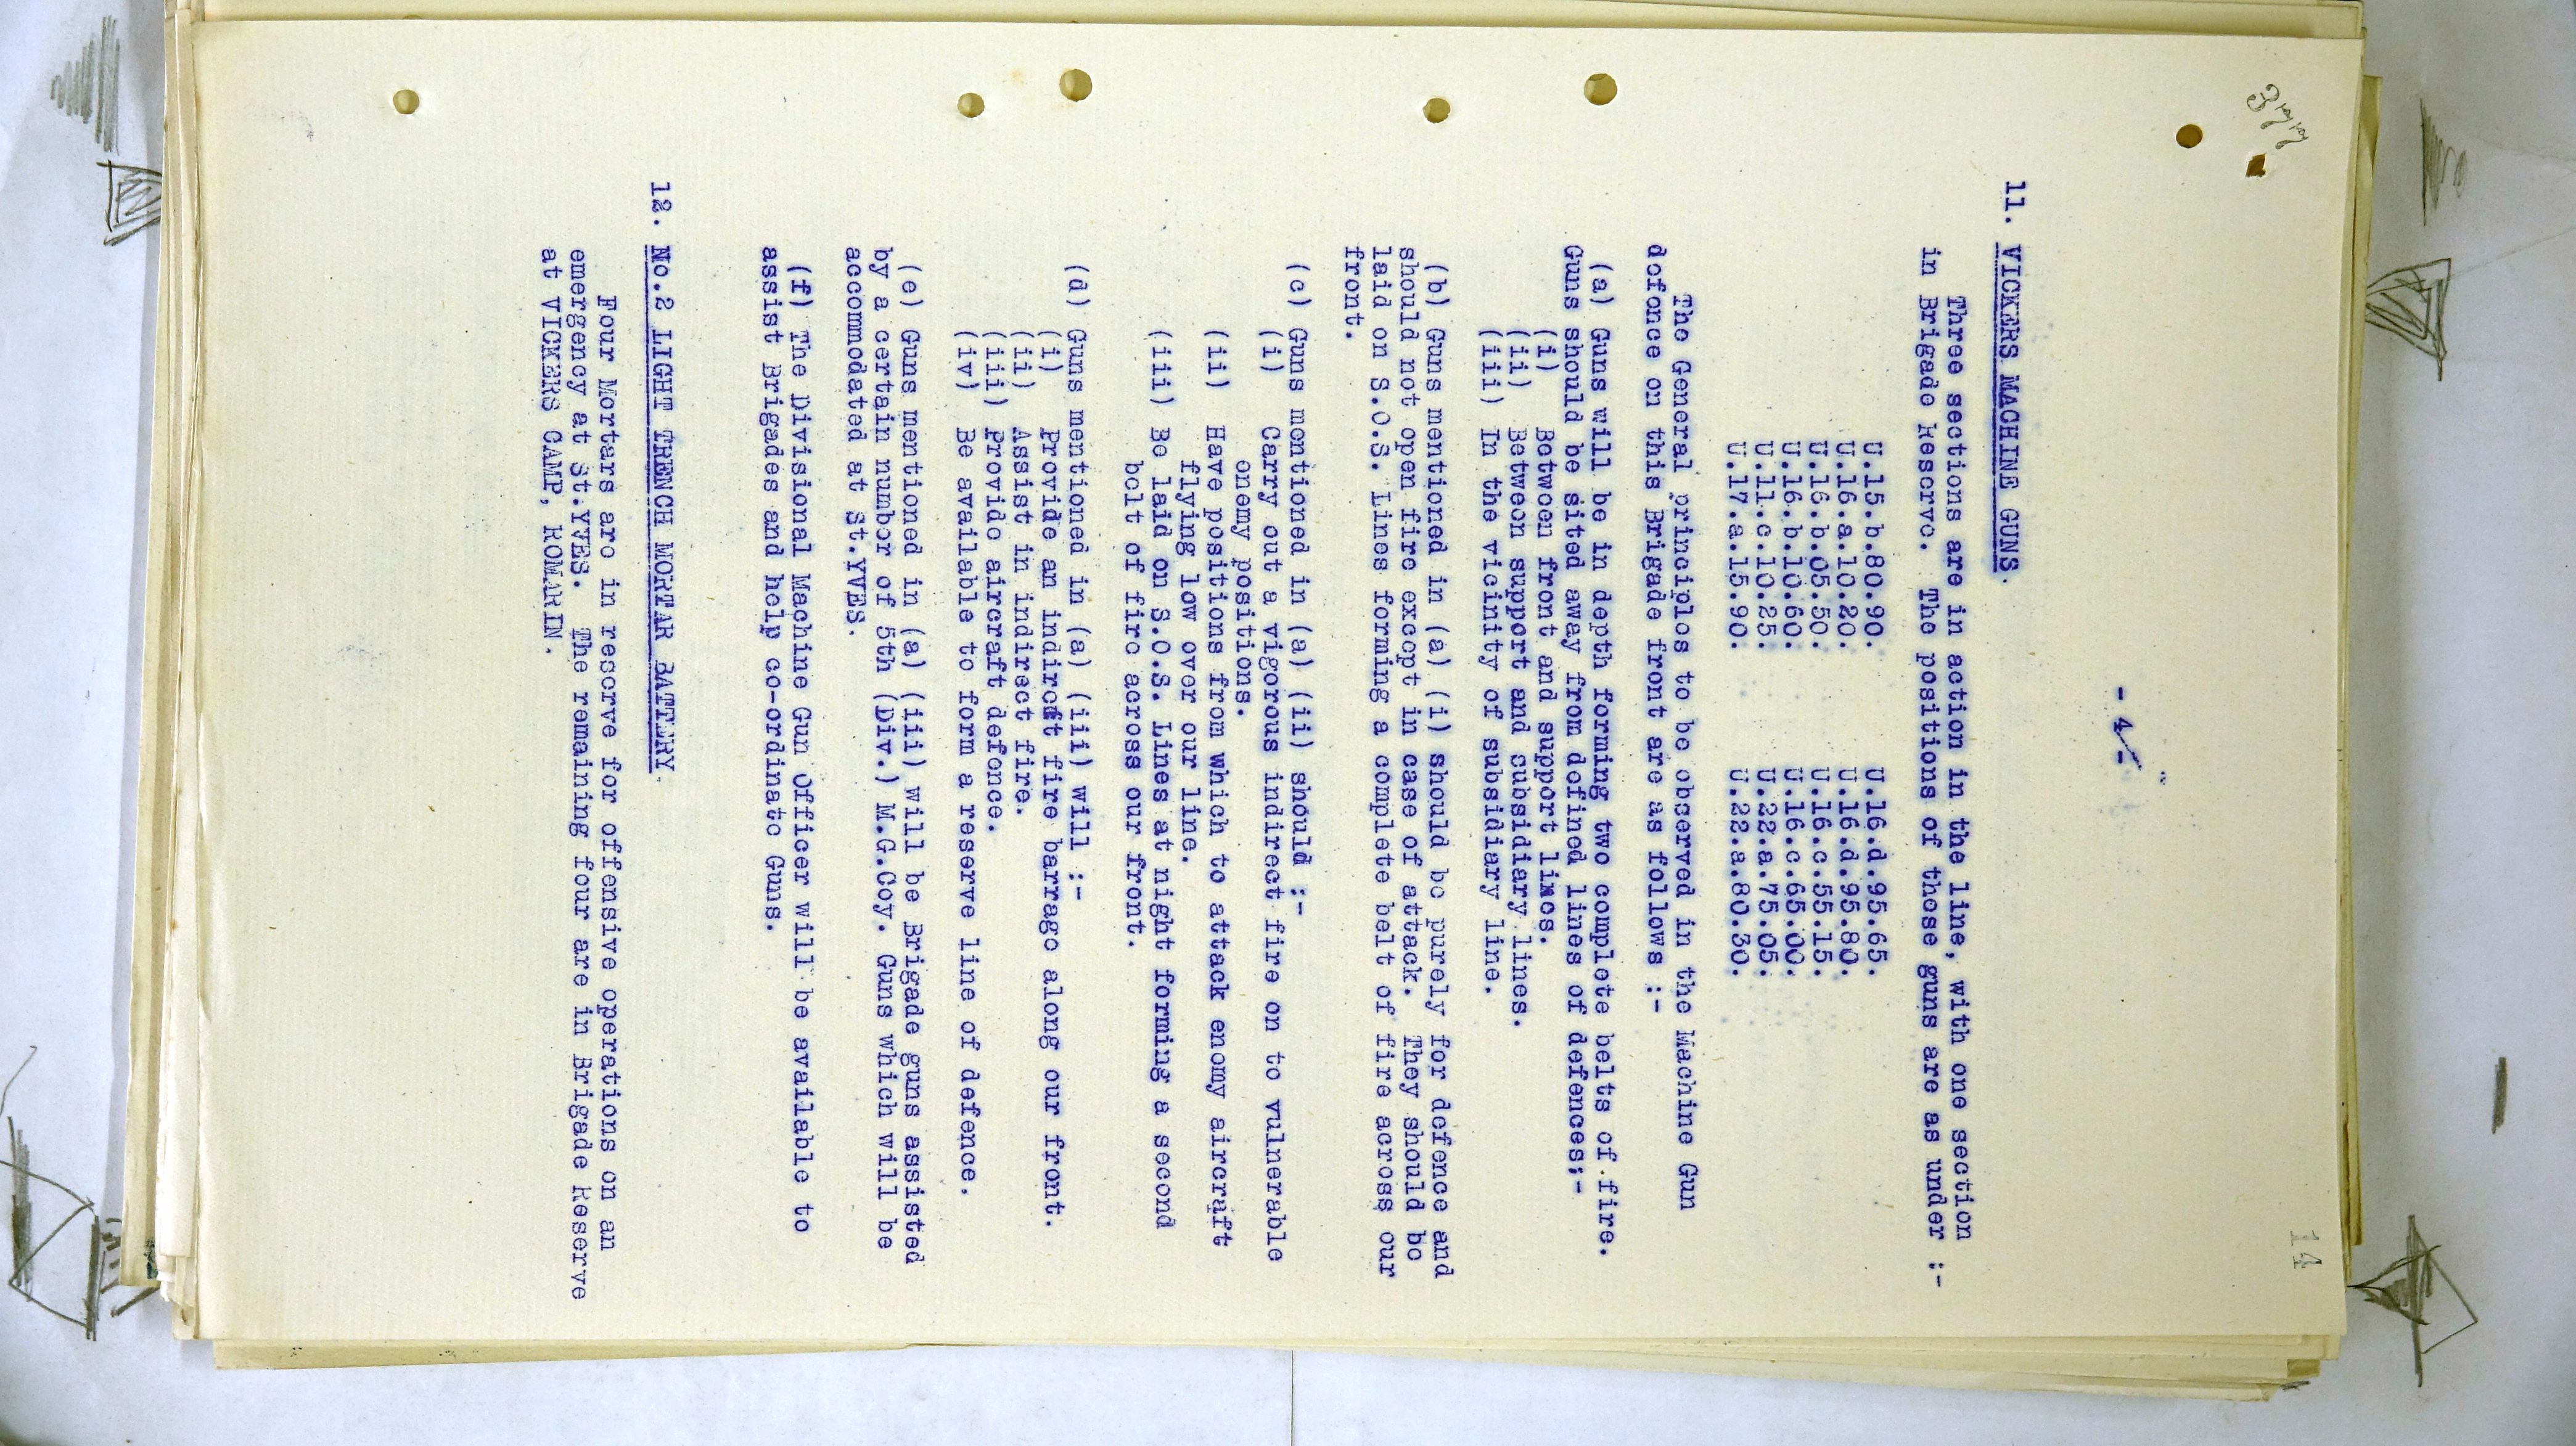 - 4 -
14
11. VICKERS MACHINE GUNS.
Three sections are in action in the line, with one section
in Brigade Reserve. The positions of these guns are as under :-
U.15.b.80.90. U.16.d.95.65.
U.16.a.10.20. U.16.d.95.80.
U.16.b.05.50. U.16.c.55.15.
U.16.b.10.60. U.16.c.65.00.
U.11.c.10.25. U.22.a.75.05.
U.17.a.15.90. U.22.a.80.30.
The General principles to be observed in the Machine Gun
defence on this Brigade front are as follows :-
(a) Guns will be in depth forming two complete belts of fire.
Guns should be sited away from defined lines of defences;-
(i) Between front and support lines.
(ii) Between support and subsidiary lines.
(iii) In the vicinity of subsidiary line.
(b) Guns mentioned in (a) (i) should be purely for defence and
should not open fire except in case of attack. They should be
laid on S.O.S. Lines forming a complete belt of fire across our
front.
(c) Guns mentioned in (a) (ii) should :-
(i) Carry out a vigorous indirect fire on to vulnerable
enemy positions.
(ii) Have positions from which to attack enemy aircraft
flying low over our line.
(iii) Be laid on S.O.S. Lines at night forming a second
belt of fire across our front.
(d) Guns mentioned in (a) (iii) will :-
(i) Provide an indirect fire barrage along our front.
(ii) Assist in indirect fire.
(iii) Provide aircraft defence.
(iv) Be available to form a reserve line of defence.
(e) Guns mentioned in (a) (iii) will be Brigade guns assisted
by a certain number of 5th (Div.) M.G.Coy. Guns which will be
accommodated at St.YVES.
(f) The Divisional Machine Gun Officer will be available to
assist Brigades and help co-ordinate Guns.
12. No.2 LIGHT TRENCH MORTAR BATTERY.
Four Mortars are in reserve for offensive operations on an
emergency at St.YVES. The remaining four are in Brigade Reserve
at VICKERS CAMP, ROMARIN.